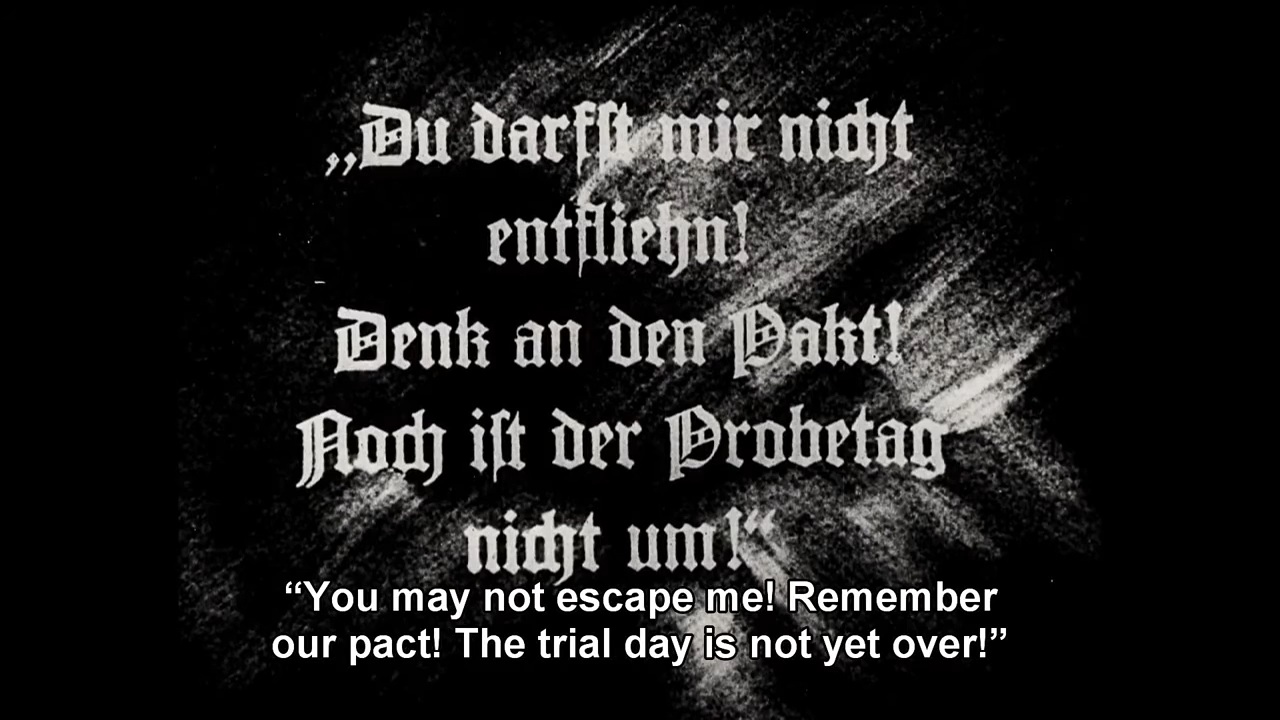 „Du darfſt mir nicht
entfliehn!
Denk an den Pakt!
Noch iſt der Probetag
nicht um!“
“You may not escape me! Remember
our pact! The trial day is not yet over!”